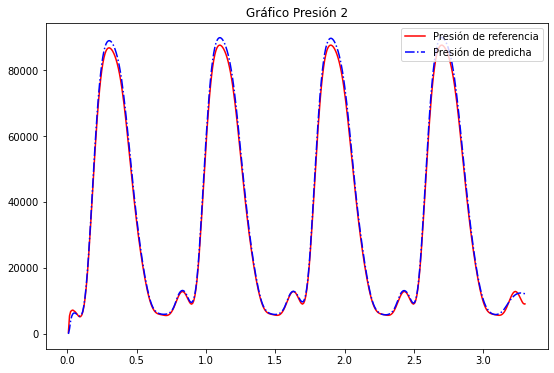 Gráfico Presión 2
Presión de referencia
Presión de predicha
80000
60000
40000
20000
0
0.0 0.5 1.0 1.5 2.0 2.5 3.0